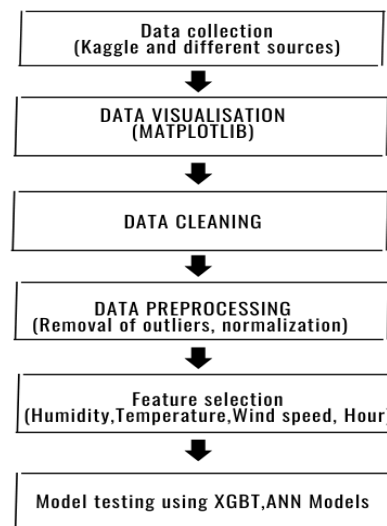 Data collection
(Kaggle and different sources)
DATA VISUALISATION
(MATPLOTLIB)
DATA CLEANING
DATA PREPROCESSING
(Removal of outliers, normalization)
Feature selection
(Humidity,Temperature,Wind speed, Hour)
Model testing using XGBT,ANN Models